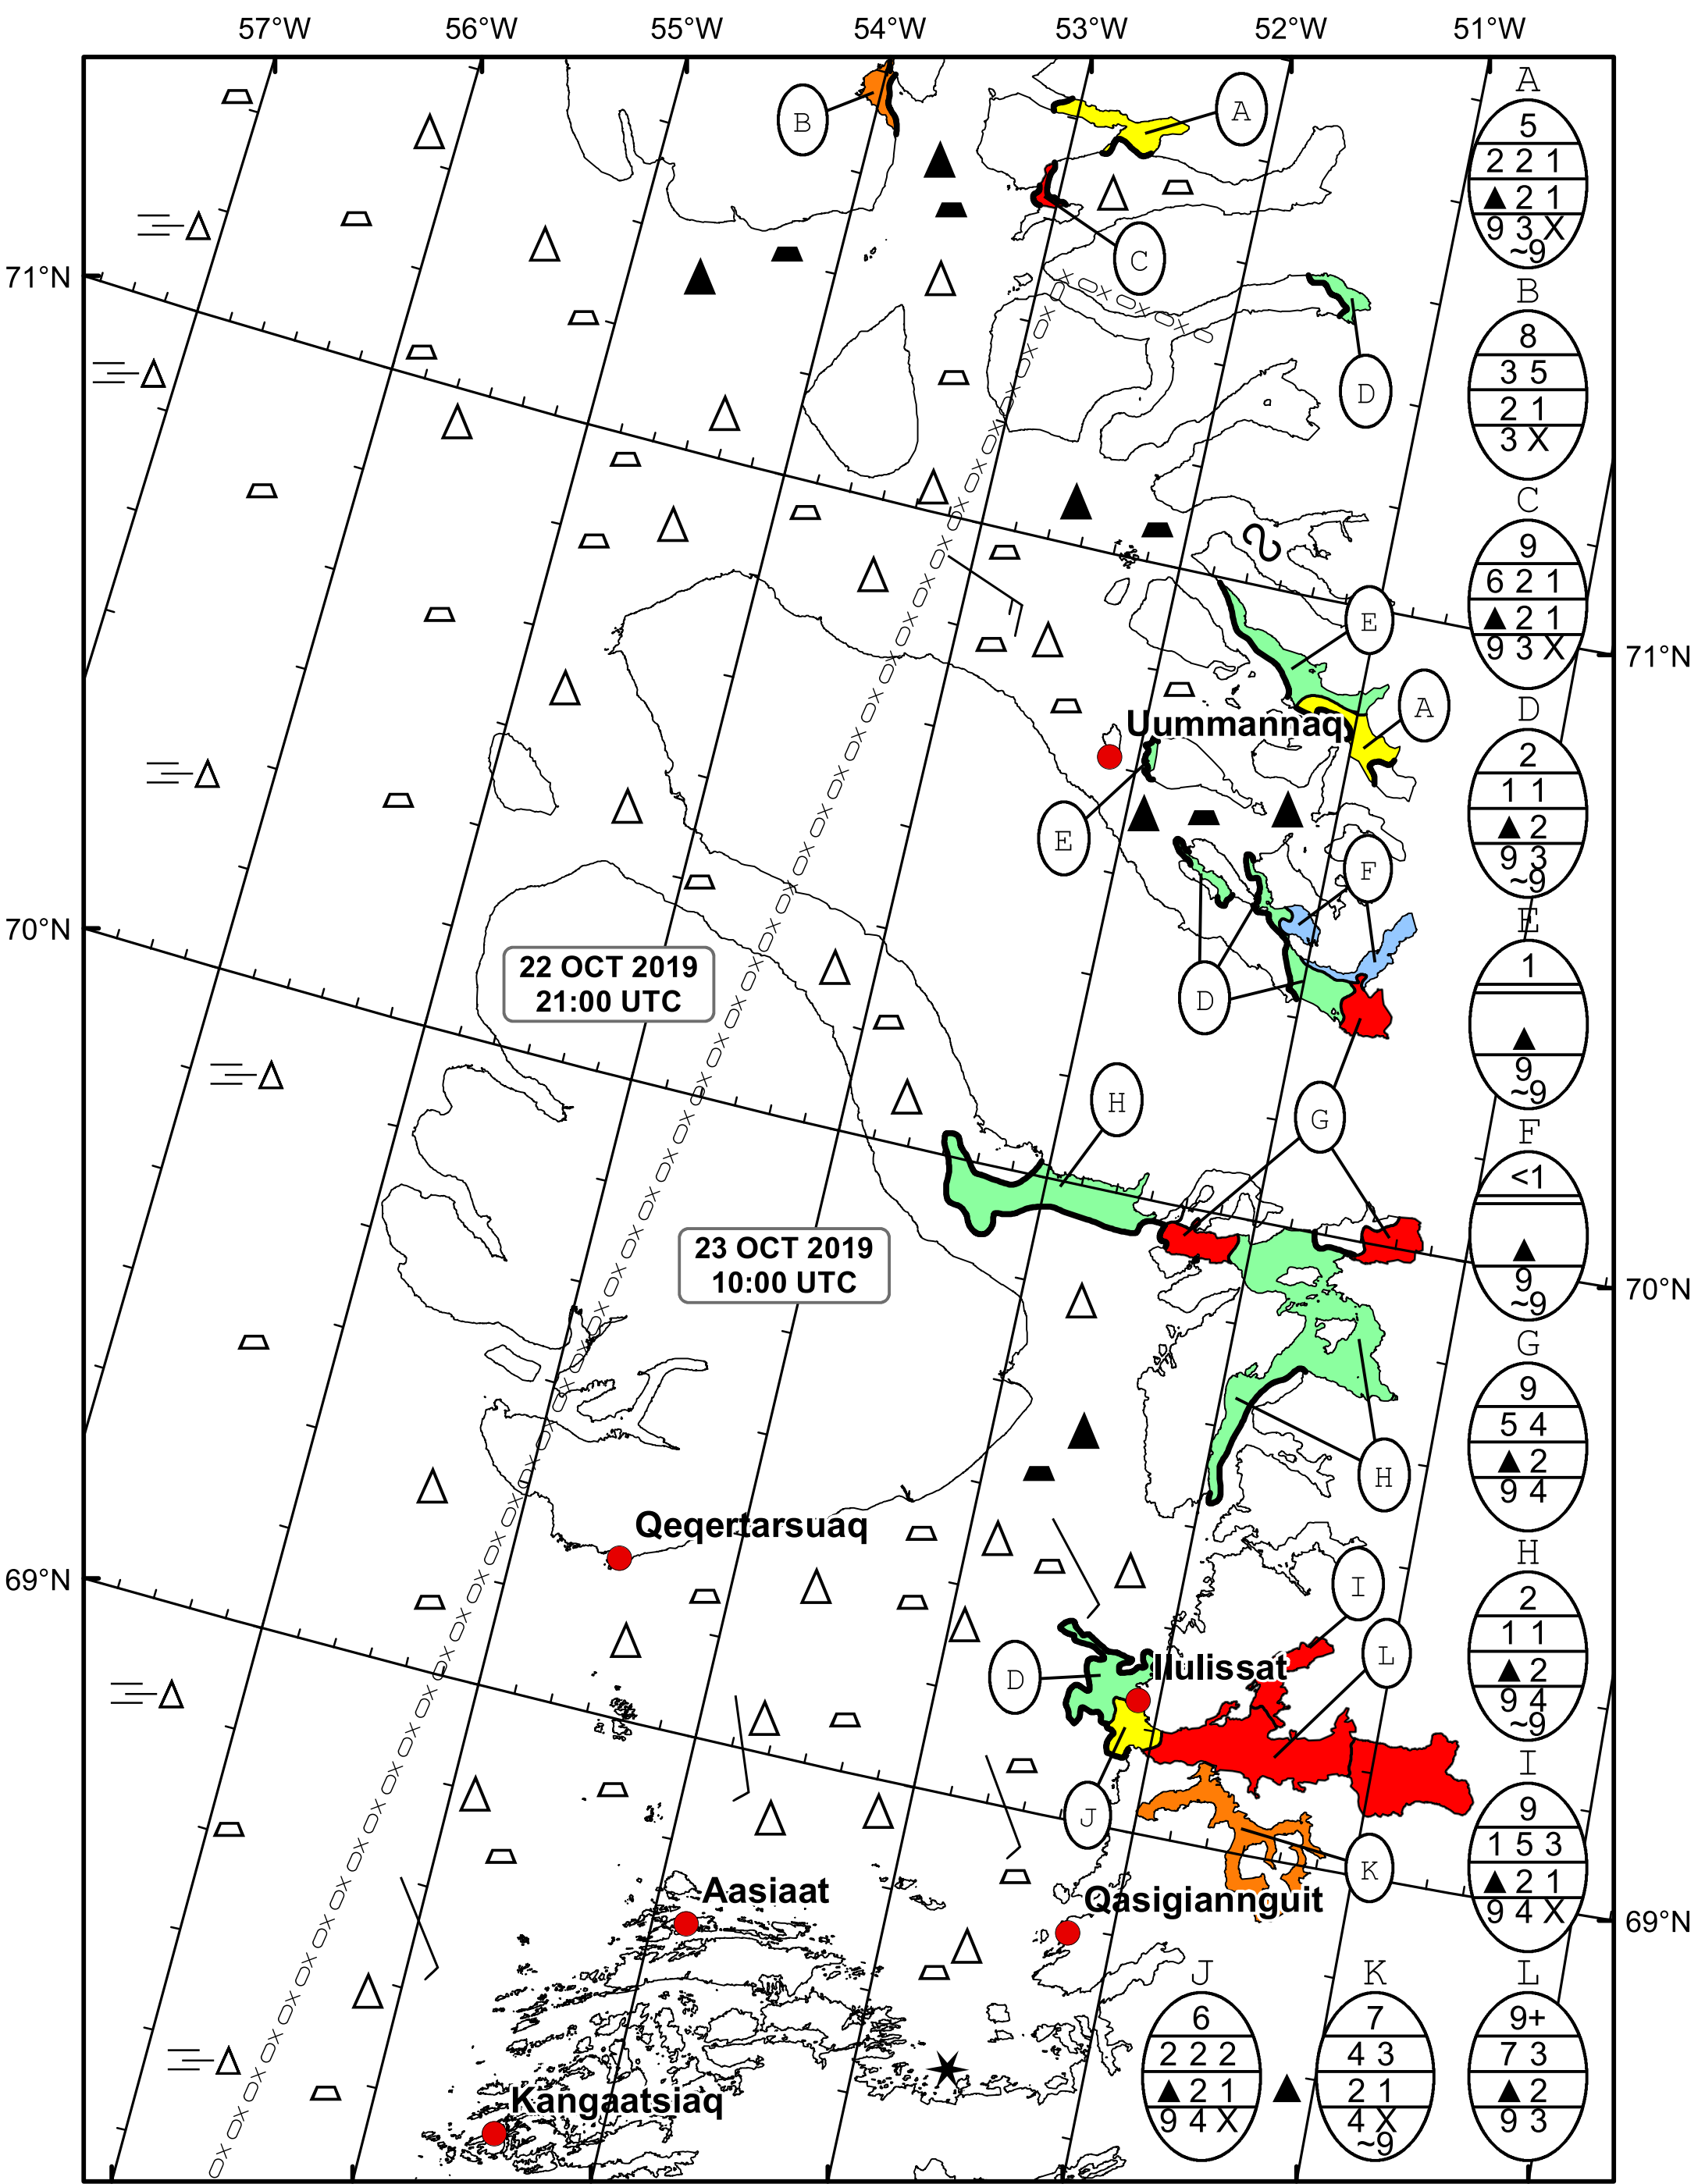 57°W 56°W 55°W 54°W 53°W 52°W 51°W
A
5
2 2 1
▲ 2 1
9 3 X
~9
B
8
3 5
2 1
3 X
C
9
6 2 1
▲ 2 1
9 3 X
D
2
1 1
▲ 2
9 3
~9
E
1
▲
9
~9
F
<1
▲
9
~9
G
9
5 4
▲ 2
9 4
H
2
1 1
▲ 2
9 4
~9
I
9
1 5 3
▲ 2 1
9 4 X
J
6
2 2 2
▲ 2 1
9 4 X
K
7
▲ 4 3
2 1
4 X
~9
L
9+
7 3
▲ 2
9 3
B
A
C
71°N
D
E
71°N
A
Uummannaq
E
F
70°N
22 OCT 2019
21:00 UTC
D
H
G
23 OCT 2019
10:00 UTC
70°N
H
Qeqertarsuaq
69°N
I
L
D
Ilulissat
J
K
Aasiaat
Qasigiannguit
69°N
Kangaatsiaq